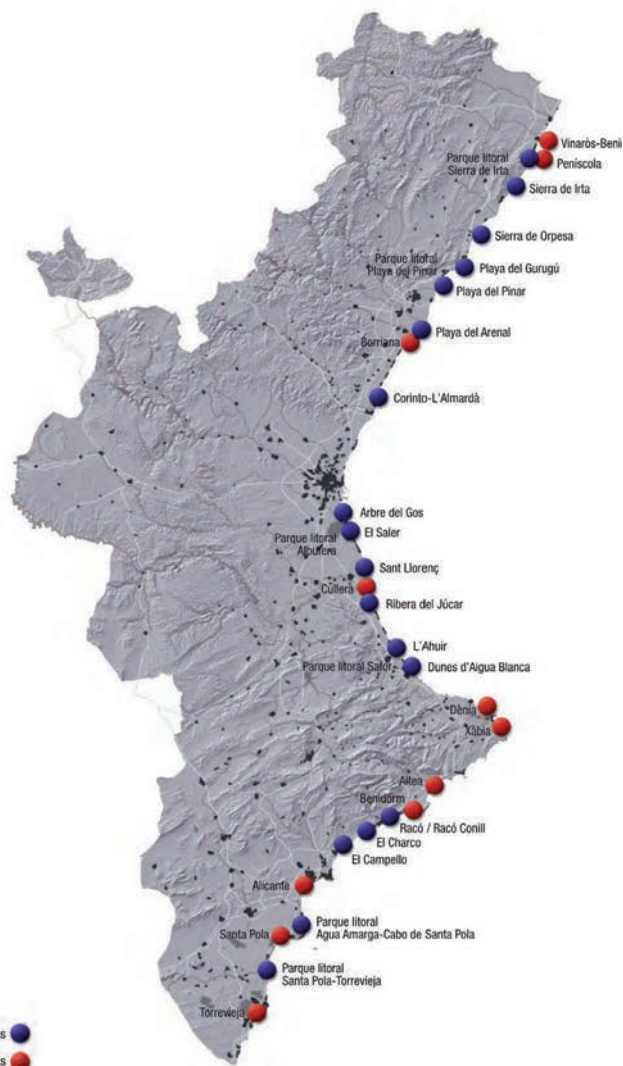 Vinaròs-Beni
Parque litoral
Sierra de Irta
Peníscola
Sierra de Irta
Sierra de Orpesa
Parque litoral
Playa del Pinar
Playa del Gurugú
Playa del Pinar
Playa del Arenal
Borriana
Corinto-L'Almardà
Arbre del Gos
El Saler
Parque litoral
Albufera
Sant Llorenç
Cullera
Ribera del Júcar
L'Ahuir
Parque litoral Safor
Dunes d'Aigua Blanca
Dènia
Xàbia
Altea
Benidorm
Racó / Racó Conill
El Charco
El Campello
Alicante
Parque litoral
Agua Amarga-Cabo de Santa Pola
Santa Pola
Parque litoral
Santa Pola-Torrevieja
Torrevieja
s
s